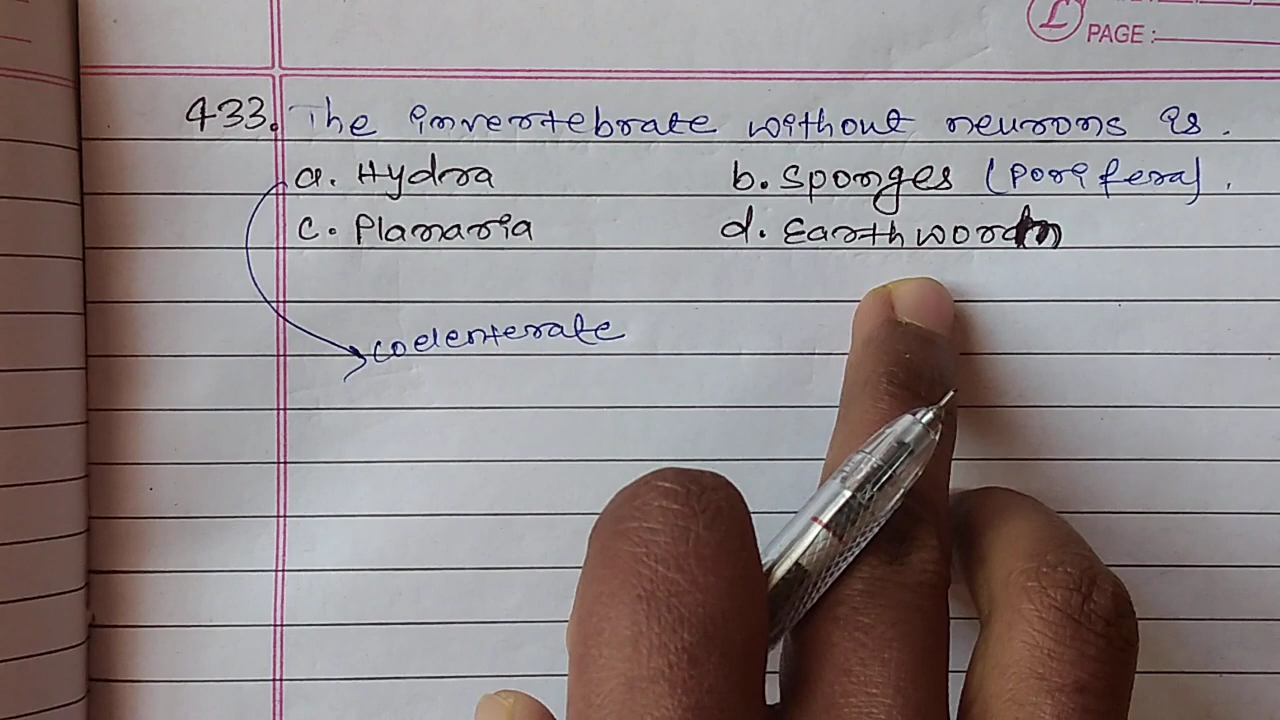 PAGE :
433. The invertebrate without neurons is.
a. Hydra b. Sponges (Porifera).
c. Planaria d. Earthworm
coelenterate